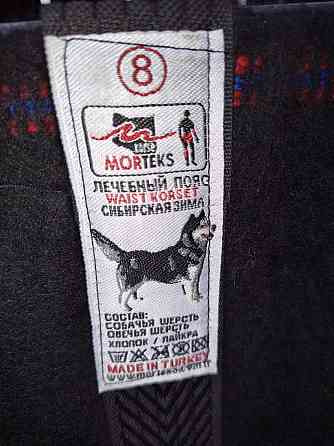 8
MORTEKS
ЛЕЧЕБНЫЙ ПОЯС
WAIST KORSET
СИБИРСКАЯ ЗИМА
СОСТАВ:
СОБАЧЬЯ ШЕРСТЬ
ОВЕЧЬЯ ШЕРСТЬ
ХЛОПОК / ЛАЙКРА
MADE IN TURKEY